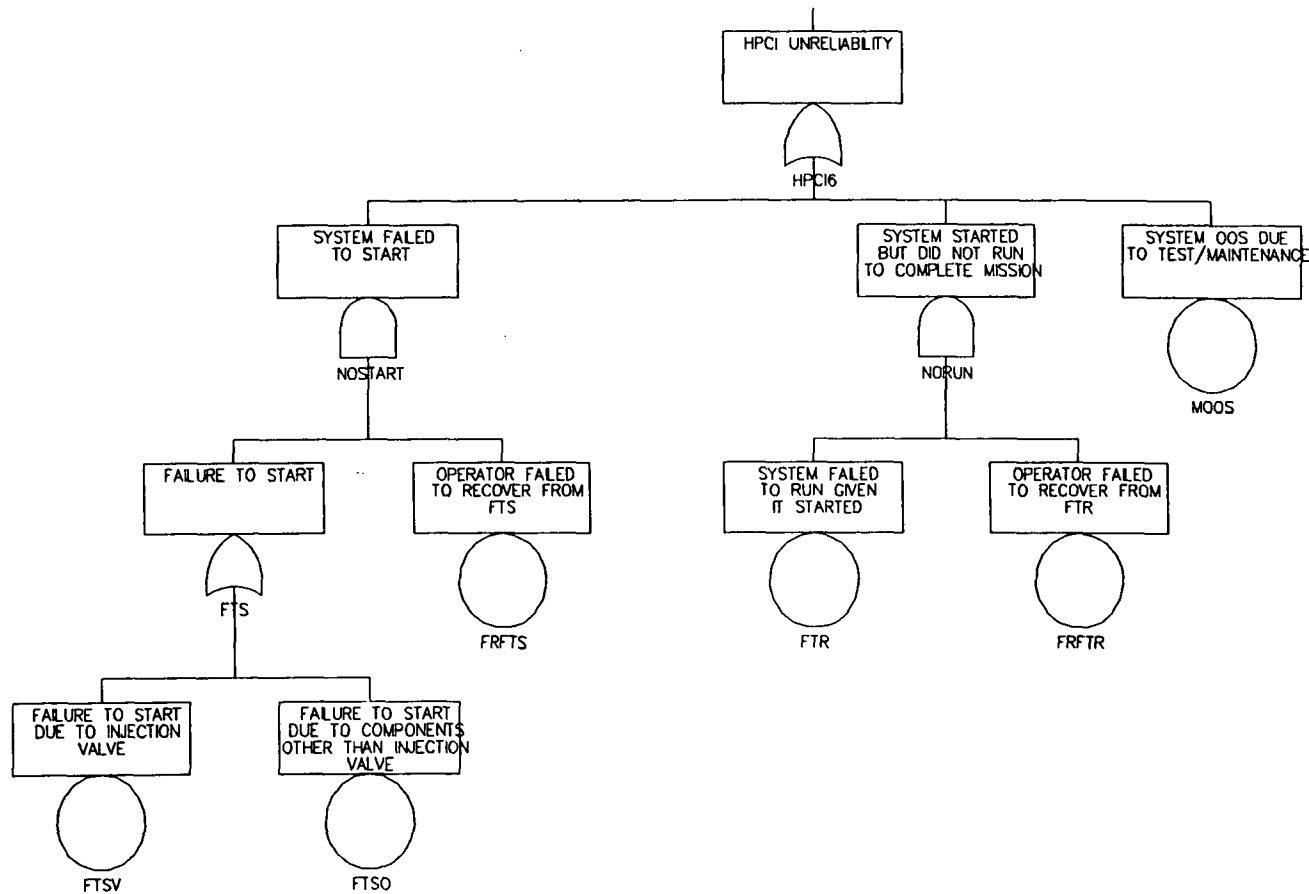 HPCI UNRELIABILITY
HPCI6
SYSTEM FAILED
TO START
SYSTEM STARTED
BUT DID NOT RUN
TO COMPLETE MISSION
SYSTEM OOS DUE
TO TEST/MAINTENANCE
NOSTART
NORUN
MOOS
FAILURE TO START
OPERATOR FAILED
TO RECOVER FROM
FTS
SYSTEM FAILED
TO RUN GIVEN
IT STARTED
OPERATOR FAILED
TO RECOVER FROM
FTR
FTS
FRFTS
FTR
FRFTR
FAILURE TO START
DUE TO INJECTION
VALVE
FAILURE TO START
DUE TO COMPONENTS
OTHER THAN INJECTION
VALVE
FTSV
FTSO